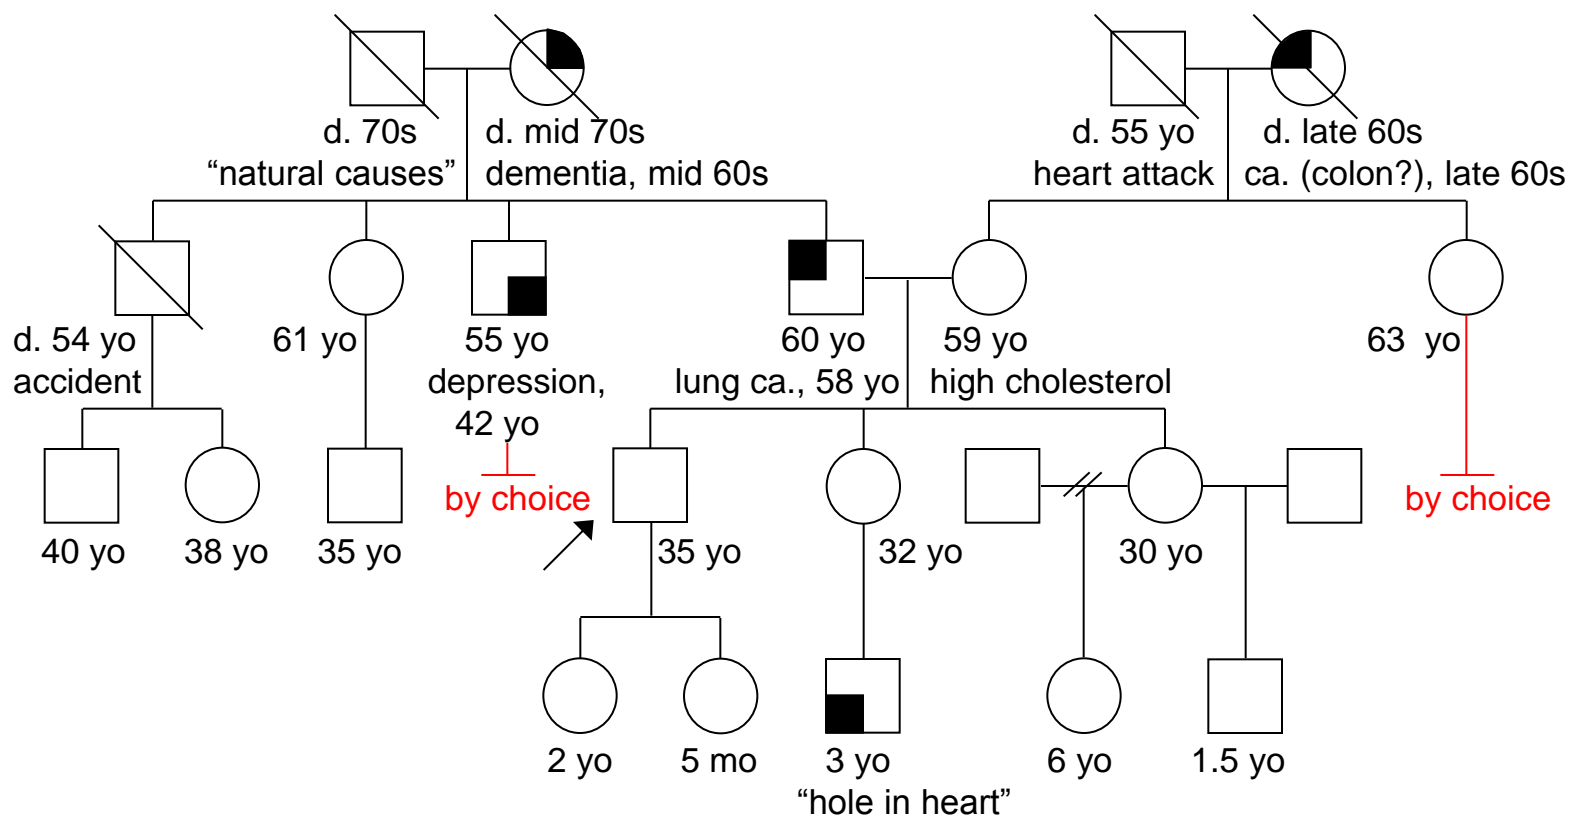 d. 70s
“natural causes”
d. mid 70s
dementia, mid 60s
d. 55 yo
heart attack
d. late 60s
ca. (colon?), late 60s
d. 54 yo
accident
61 yo
55 yo
depression,
42 yo
by choice
60 yo
lung ca., 58 yo
59 yo
high cholesterol
63 yo
by choice
40 yo
38 yo
35 yo
35 yo
32 yo
30 yo
2 yo
5 mo
3 yo
“hole in heart”
6 yo
1.5 yo